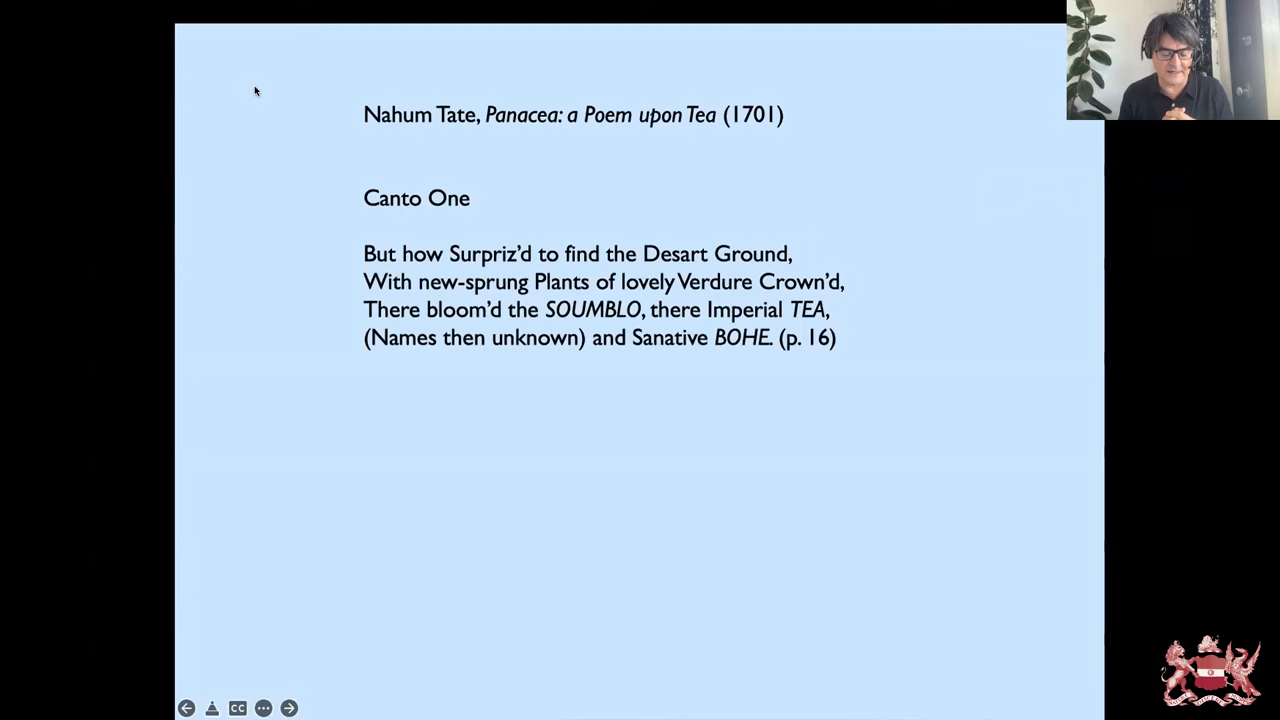 Nahum Tate, Panacea: a Poem upon Tea (1701)
Canto One
But how Surpriz’d to find the Desart Ground,
With new-sprung Plants of lovely Verdure Crown’d,
There bloom’d the SOUMBLO, there Imperial TEA,
(Names then unknown) and Sanative BOHE. (p. 16)
CC